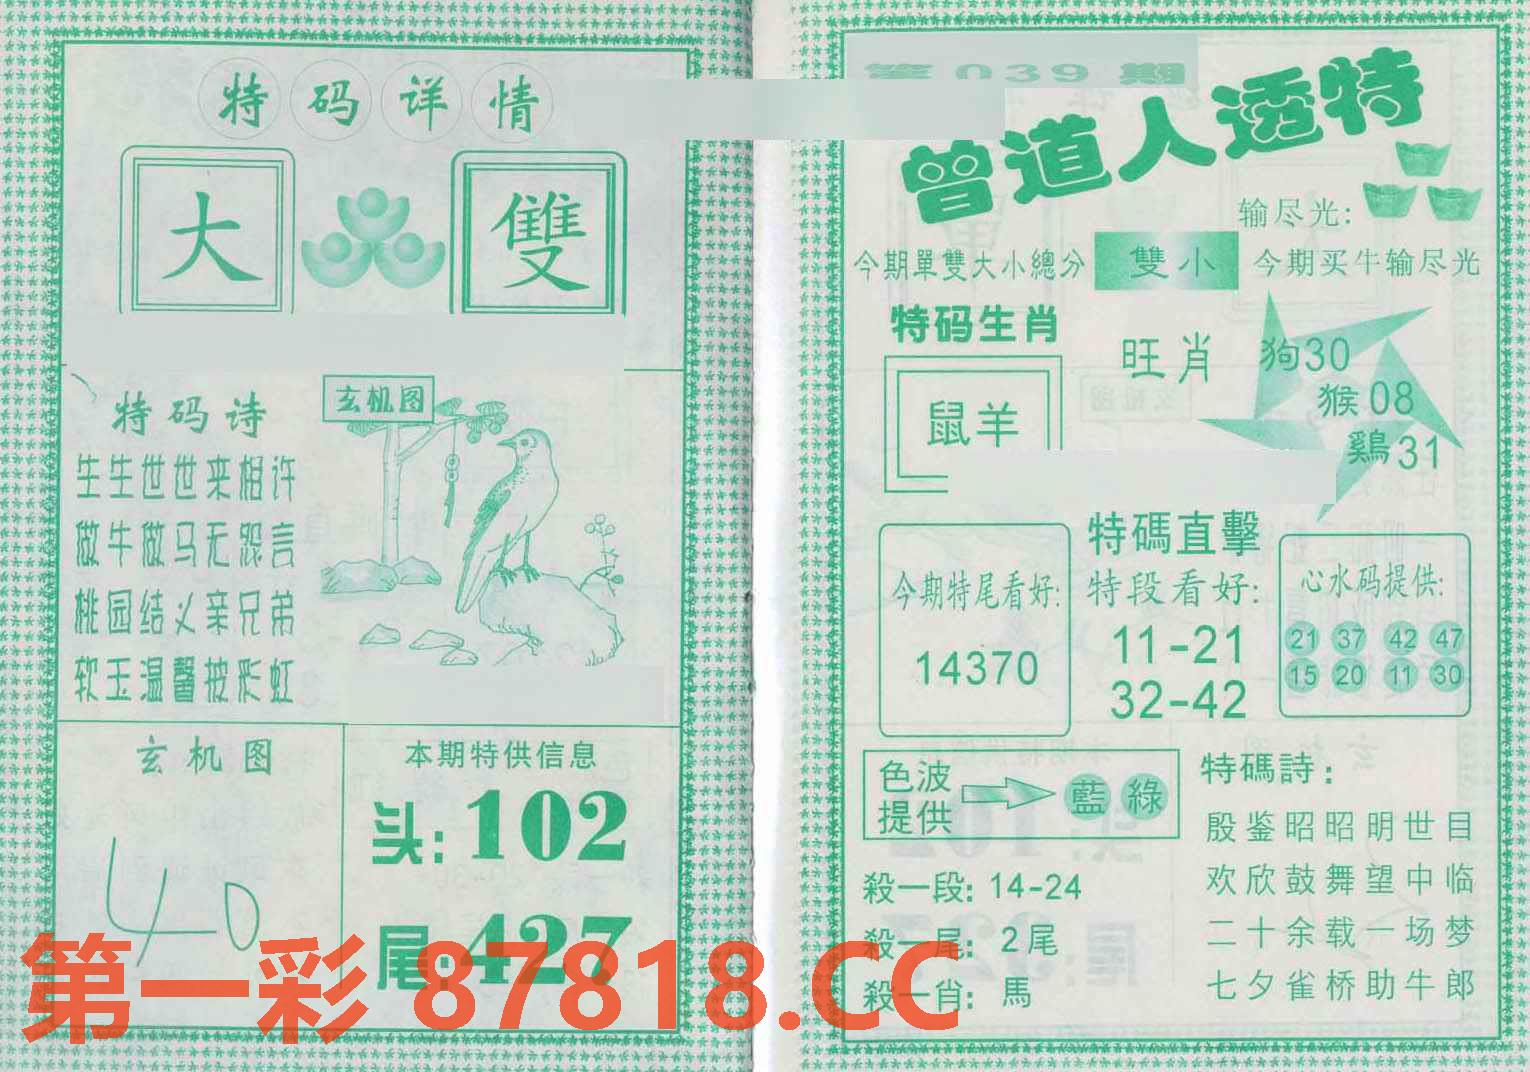 特码详情
大
雙
特码诗
生生世世来相许
做牛做马无怨言
桃园结义亲兄弟
软玉温馨披彩虹
玄机图
玄机图
40
本期特供信息
头:102
尾:427
第039期
曾道人透特
输尽光:
今期單雙大小總分
雙小
今期买牛输尽光
特码生肖
鼠羊
旺肖
狗30
猴08
鷄31
今期特尾看好:
14370
特碼直擊
特段看好:
11-21
32-42
心水码提供:
21 37 42 47
15 20 11 30
色波
提供
藍 綠
殺一段: 14-24
殺一尾: 2尾
殺一肖: 馬
特碼詩:
殷鉴昭昭明世目
欢欣鼓舞望中临
二十余载一场梦
七夕雀桥助牛郎
第一彩 87818.CC